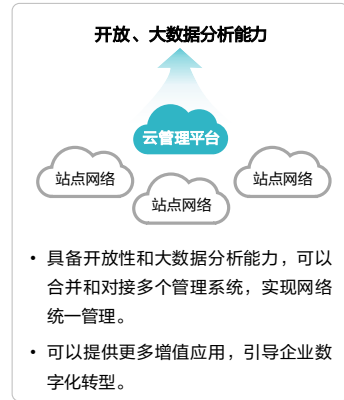 开放、大数据分析能力
云管理平台
站点网络
站点网络
站点网络
• 具备开放性和大数据分析能力，可以
合并和对接多个管理系统，实现网络
统一管理。
• 可以提供更多增值应用，引导企业数
字化转型。